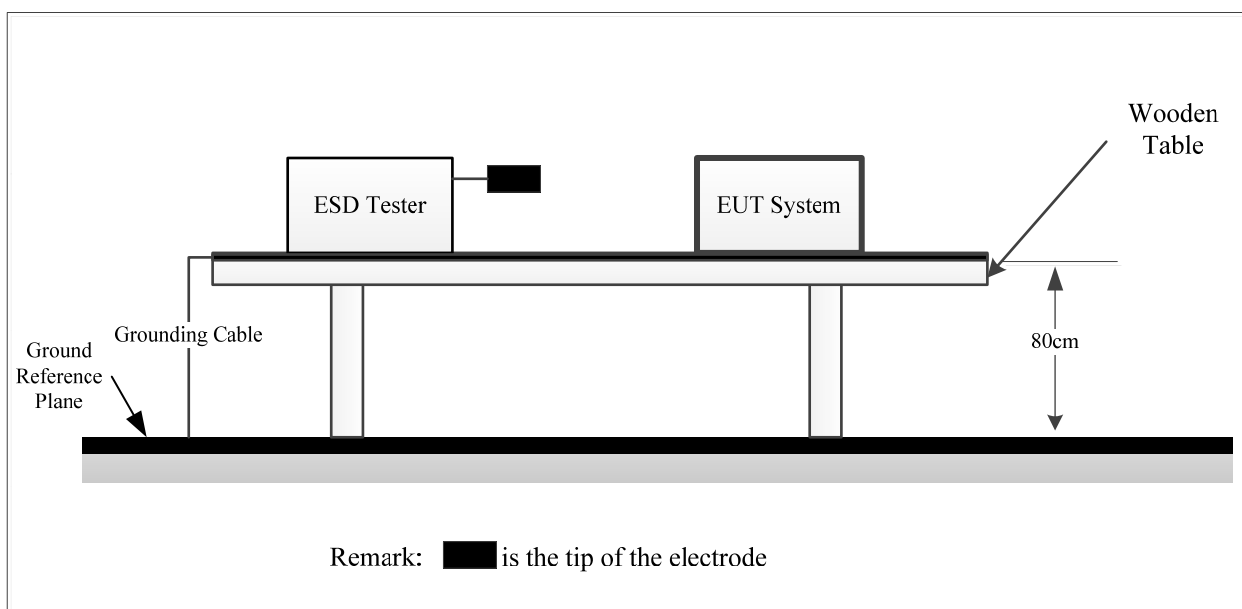 Wooden
Table
ESD Tester
EUT System
Grounding Cable
80cm
Ground
Reference
Plane
Remark: is the tip of the electrode